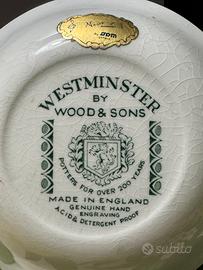 WESTMINSTER
BY
WOOD & SONS
POTTERS FOR OVER 200 YEARS
MADE IN ENGLAND
GENUINE HAND
ENGRAVING
ACID & DETERGENT PROOF
subito